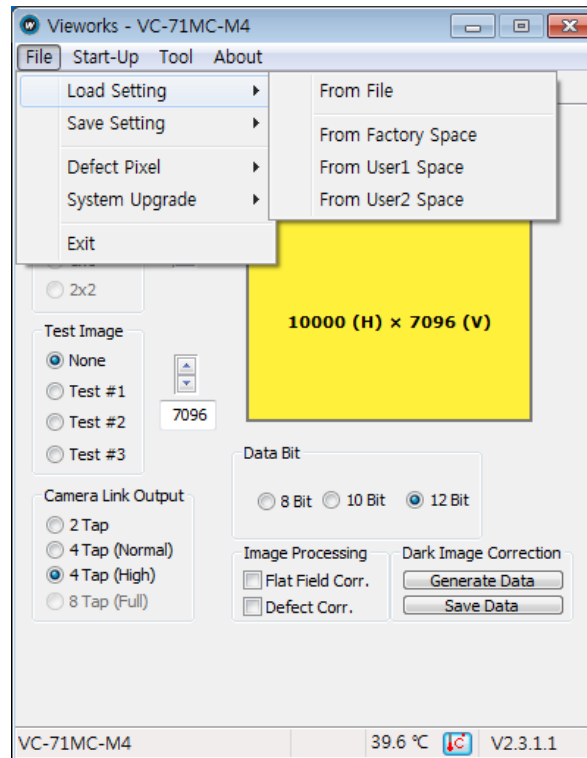 Vieworks - VC-71MC-M4
File Start-Up Tool About
Load Setting
Save Setting
Defect Pixel
System Upgrade
Exit
From File
From Factory Space
From User1 Space
From User2 Space
2x2
10000 (H) × 7096 (V)
Test Image
None
Test #1
Test #2
Test #3
7096
Data Bit
8 Bit 10 Bit 12 Bit
Camera Link Output
2 Tap
4 Tap (Normal)
4 Tap (High)
8 Tap (Full)
Image Processing
Flat Field Corr.
Defect Corr.
Dark Image Correction
Generate Data
Save Data
VC-71MC-M4 39.6 ℃ V2.3.1.1